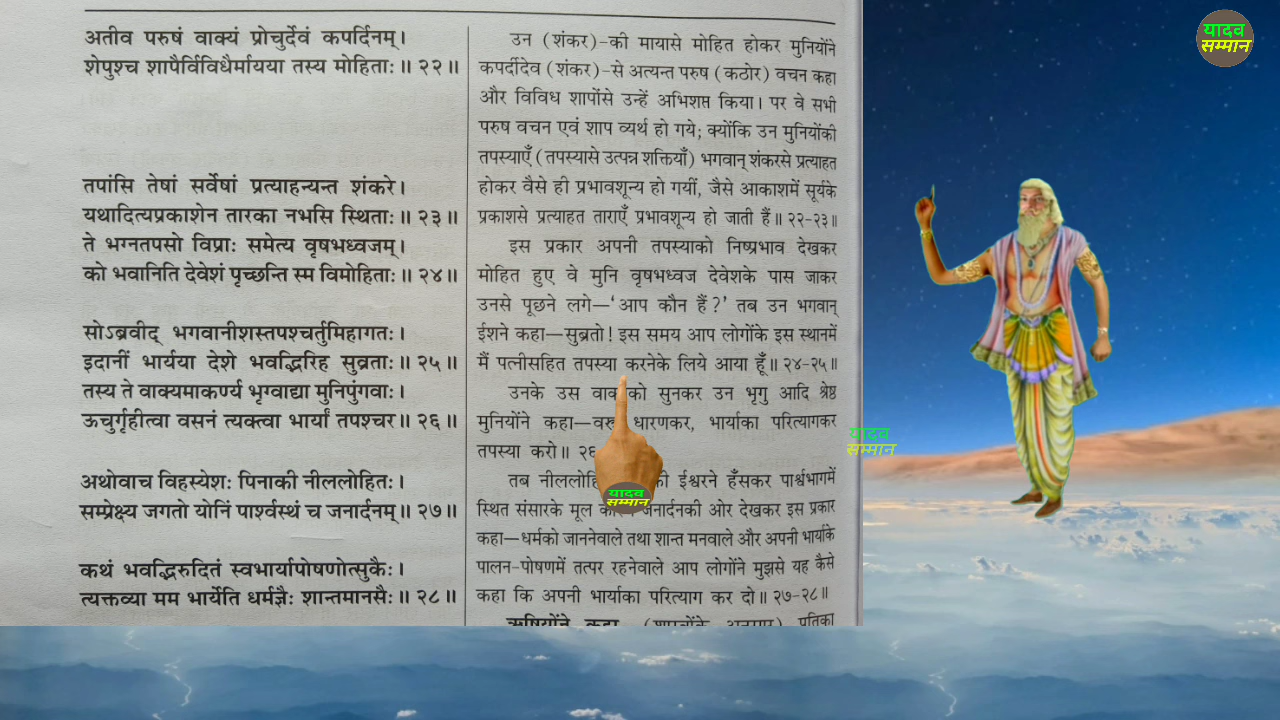 अतीव परुषं वाक्यं प्रोचुर्देवं कपर्दिनम्।
शेपुश्च शापैर्विविधैर्मायया तस्य मोहिताः॥ २२॥
तपांसि तेषां सर्वेषां प्रत्याहन्यन्त शंकरे।
यथादित्यप्रकाशेन तारका नभसि स्थिताः॥ २३॥
ते भग्नतपसो विप्राः समेत्य वृषभध्वजम्।
को भवानिति देवेशं पृच्छन्ति स्म विमोहिताः॥ २४॥
सोऽब्रवीद् भगवानीशस्तपश्चर्तुमिहागतः।
इदानीं भार्यया देशे भवद्भिरिह सुव्रताः॥ २५॥
तस्य ते वाक्यमाकर्ण्य भृग्वाद्या मुनिपुंगवाः।
ऊचुर्गृहीत्वा वसनं त्यक्त्वा भार्यां तपश्चर॥ २६॥
अथोवाच विहस्येशः पिनाकी नीललोहितः।
सम्प्रेक्ष्य जगतो योनिं पार्श्वस्थं च जनार्दनम्॥ २७॥
कथं भवद्भिरुदितं स्वभार्यापोषणोत्सुकैः।
त्यक्तव्या मम भार्येति धर्मज्ञैः शान्तमानसैः॥ २८॥
(शंकर)-की मायासे मोहित होकर मुनियोंने
कपर्दीदेव (शंकर)-से अत्यन्त परुष (कठोर) वचन कहा
और विविध शापोंसे उन्हें अभिशप्त किया। पर वे सभी
परुष वचन एवं शाप व्यर्थ हो गये; क्योंकि उन मुनियोंकी
तपस्याएँ (तपस्यासे उत्पन्न शक्तियाँ) भगवान् शंकरसे प्रत्याहत
होकर वैसे ही प्रभावशून्य हो गयीं, जैसे आकाशमें सूर्यके
प्रकाशसे प्रत्याहत ताराएँ प्रभावशून्य हो जाती हैं॥ २२-२३॥
इस प्रकार अपनी तपस्याको निष्प्रभाव देखकर
मोहित हुए वे मुनि वृषभध्वज देवेशके पास जाकर
उनसे पूछने लगे—'आप कौन हैं?' तब उन भगवान्
ईशने कहा—सुव्रतो! इस समय आप लोगोंके इस स्थानमें
मैं पत्नीसहित तपस्या करनेके लिये आया हूँ॥ २४-२५॥
उनके उस को सुनकर उन भृगु आदि श्रेष्ठ
मुनियोंने कहा— धारणकर, भार्याका परित्यागकर
तपस्या करो॥
तब ईश्वरने हँसकर पार्श्वभागमें
स्थित संसारके मूल जनार्दनकी ओर देखकर इस प्रकार
कहा—धर्मको जाननेवाले तथा शान्त मनवाले और अपनी भार्याके
पालन-पोषणमें तत्पर रहनेवाले आप लोगोंने मुझसे यह कैसे
कहा कि अपनी भार्याका परित्याग कर दो॥ २७-२८॥
यादव
सम्मान
यादव
सम्मान
यादव
सम्मान